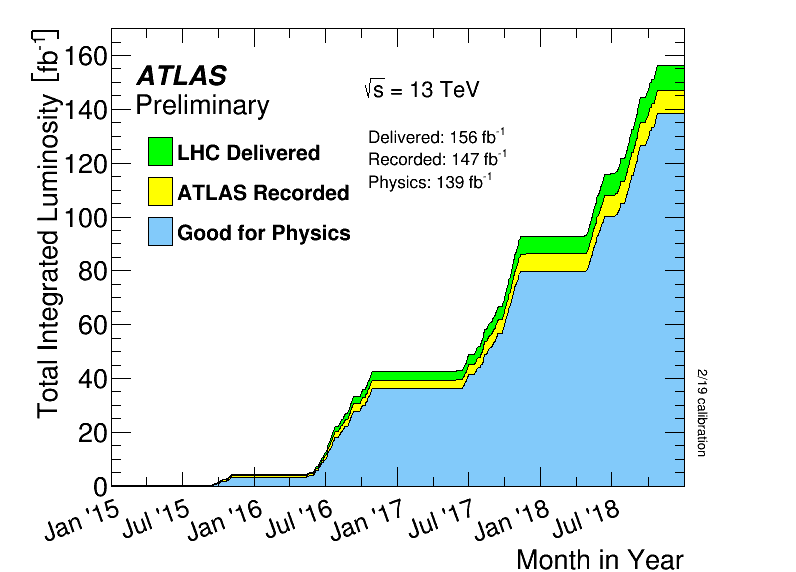 ATLAS
Preliminary
√s = 13 TeV
Delivered: 156 fb⁻¹
Recorded: 147 fb⁻¹
Physics: 139 fb⁻¹
LHC Delivered
ATLAS Recorded
Good for Physics
Total Integrated Luminosity [fb⁻¹]
160
140
120
100
80
60
40
20
0
Jan '15 Jul '15 Jan '16 Jul '16 Jan '17 Jul '17 Jan '18 Jul '18
Month in Year
2/19 calibration